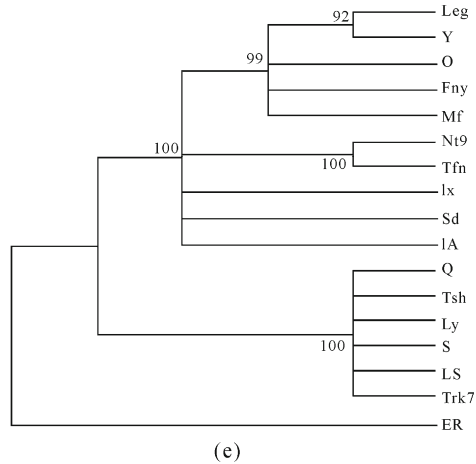 Leg
92
Y
O
99
Fny
Mf
Nt9
100
100
Tfn
lx
Sd
lA
Q
Tsh
Ly
S
100
LS
Trk7
ER
(e)